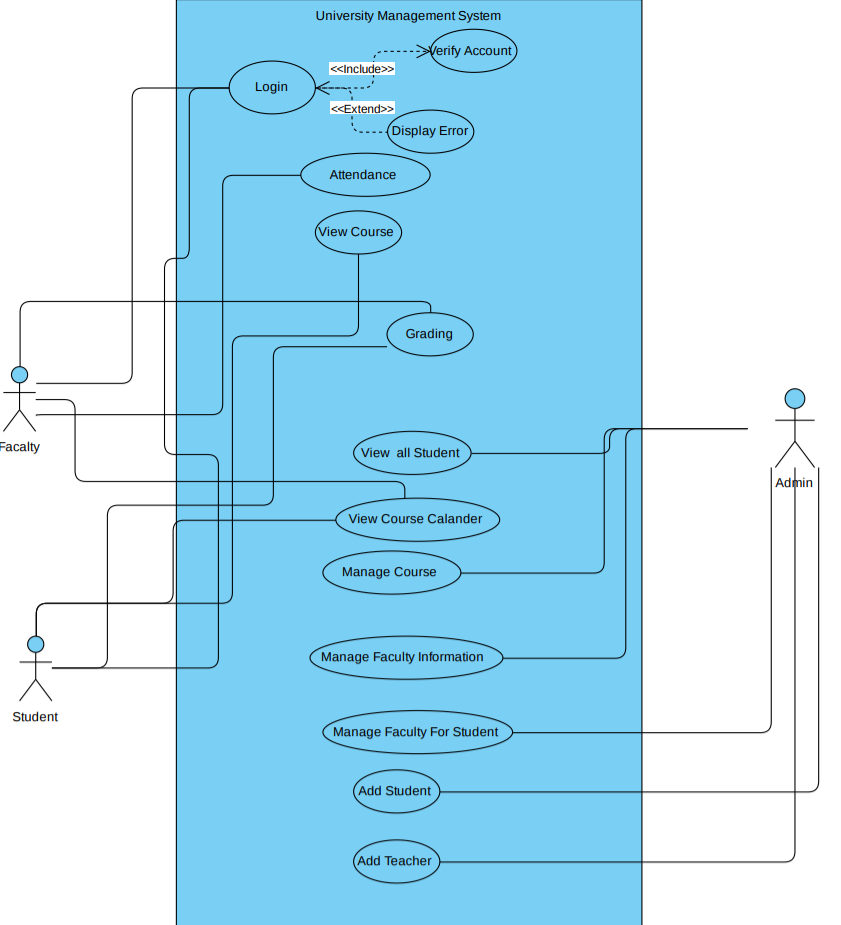 University Management System
Verify Account
<<Include>>
Login
<<Extend>>
Display Error
Attendance
View Course
Grading
Facalty
View  all Student
Admin
View Course Calander
Manage Course
Manage Faculty Information
Student
Manage Faculty For Student
Add Student
Add Teacher